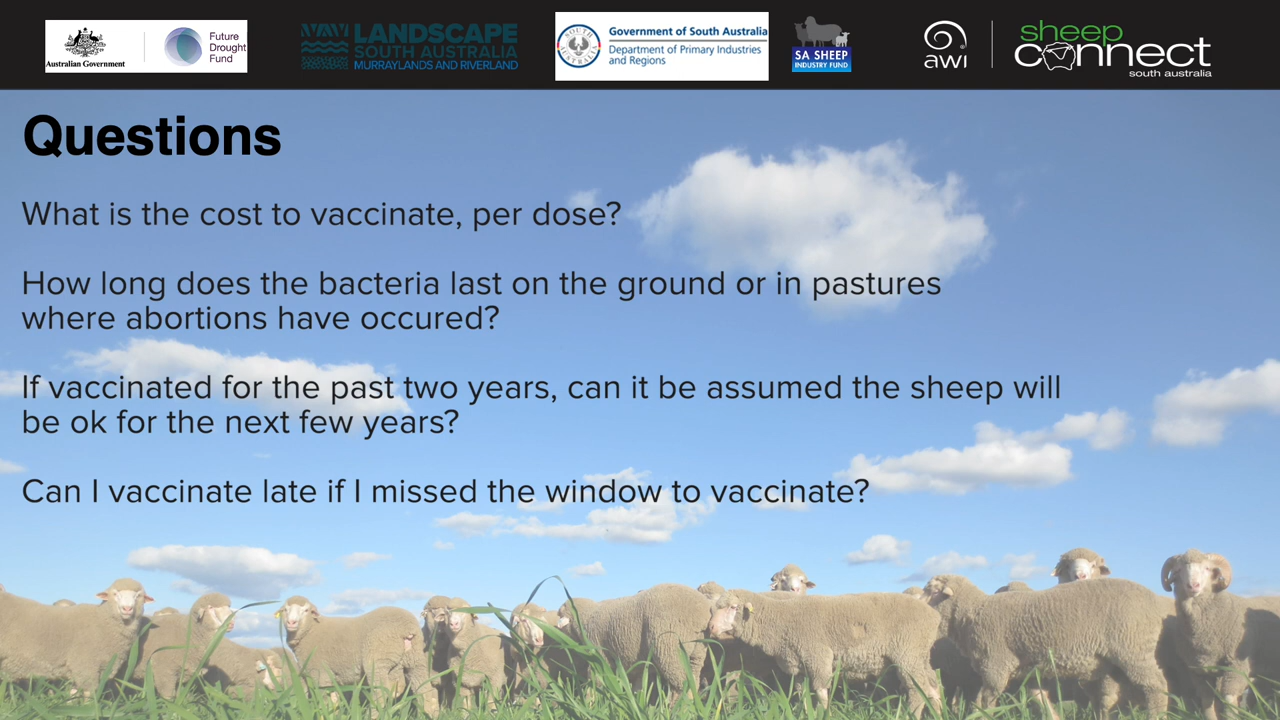 Australian Government
Future
Drought
Fund
LANDSCAPE
SOUTH AUSTRALIA
MURRAYLANDS AND RIVERLAND
SOUTH AUSTRALIA
Government of South Australia
Department of Primary Industries
and Regions
SA SHEEP
INDUSTRY FUND
awi
sheep
connect
south australia
Questions
What is the cost to vaccinate, per dose?
How long does the bacteria last on the ground or in pastures
where abortions have occured?
If vaccinated for the past two years, can it be assumed the sheep will
be ok for the next few years?
Can I vaccinate late if I missed the window to vaccinate?